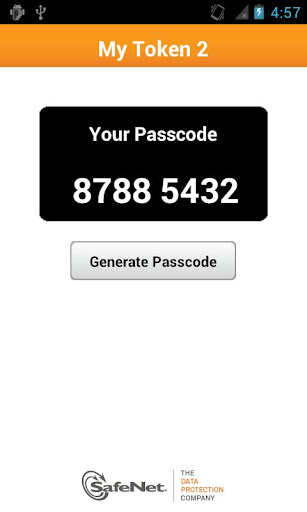 4:57
My Token 2
Your Passcode
8788 5432
Generate Passcode
SafeNet.
THE
DATA
PROTECTION
COMPANY